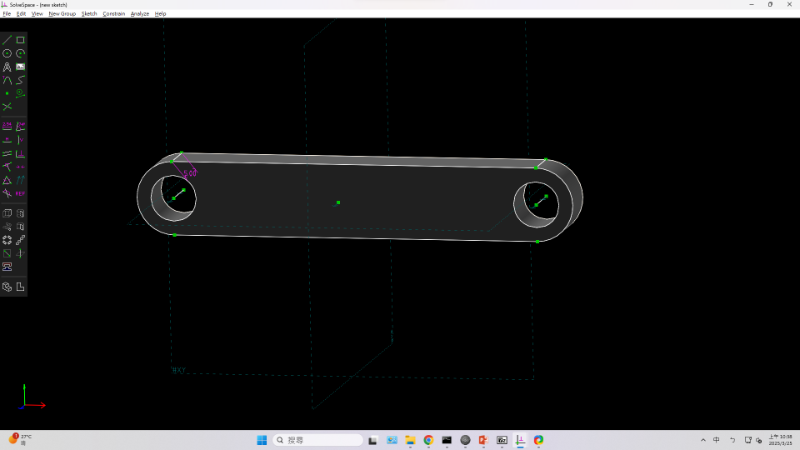 SolveSpace - (new sketch)
File Edit View New Group Sketch Constrain Analyze Help
5.00
#XY
搜尋
27°C
中
上午 10:38
2025/3/25